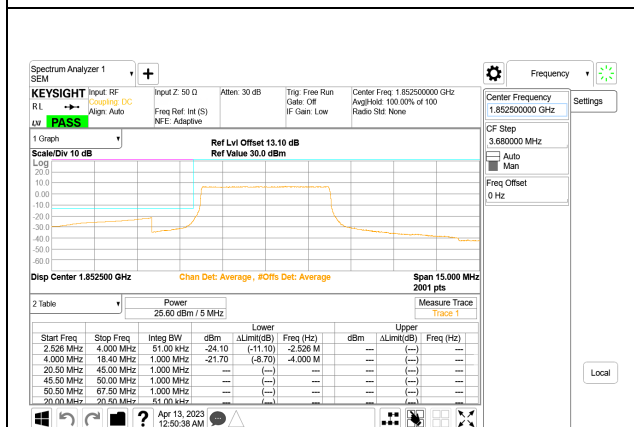 Spectrum Analyzer 1
SEM
Frequency
KEYSIGHT Input: RF Input Z: 50 Ω Atten: 30 dB Trig: Free Run Center Freq: 1.852500000 GHz
Coupling: DC Gate: Off Avg|Hold: 100.00% of 100
RL Align: Auto Freq Ref: Int (S) IF Gain: Low Radio Std: None
NFE: Adaptive
LXI PASS
Center Frequency
1.852500000 GHz
Settings
CF Step
3.680000 MHz
Auto
Man
Freq Offset
0 Hz
1 Graph
Ref Lvl Offset 13.10 dB
Scale/Div 10 dB Ref Value 30.0 dBm
Log
20.0
10.0
0.00
-10.0
-20.0
-30.0
-40.0
-50.0
-60.0
Disp Center 1.852500 GHz Chan Det: Average, #Offs Det: Average Span 15.000 MHz
2001 pts
2 Table Power Measure Trace
25.60 dBm / 5 MHz Trace 1
Lower Upper
Start Freq Stop Freq Integ BW dBm ΔLimit(dB) Freq (Hz) dBm ΔLimit(dB) Freq (Hz)
2.526 MHz 4.000 MHz 51.00 kHz -24.10 (-11.10) -2.526 M --- (---) ---
4.000 MHz 18.40 MHz 1.000 MHz -21.70 (-8.70) -4.000 M --- (---) ---
20.50 MHz 45.00 MHz 1.000 MHz --- (---) --- --- (---) ---
45.50 MHz 50.00 MHz 1.000 MHz --- (---) --- --- (---) ---
50.50 MHz 67.50 MHz 1.000 MHz --- (---) --- --- (---) ---
20.00 MHz 20.50 MHz 51.00 kHz --- (---) --- --- (---) ---
Local
? Apr 13, 2023
12:50:38 AM